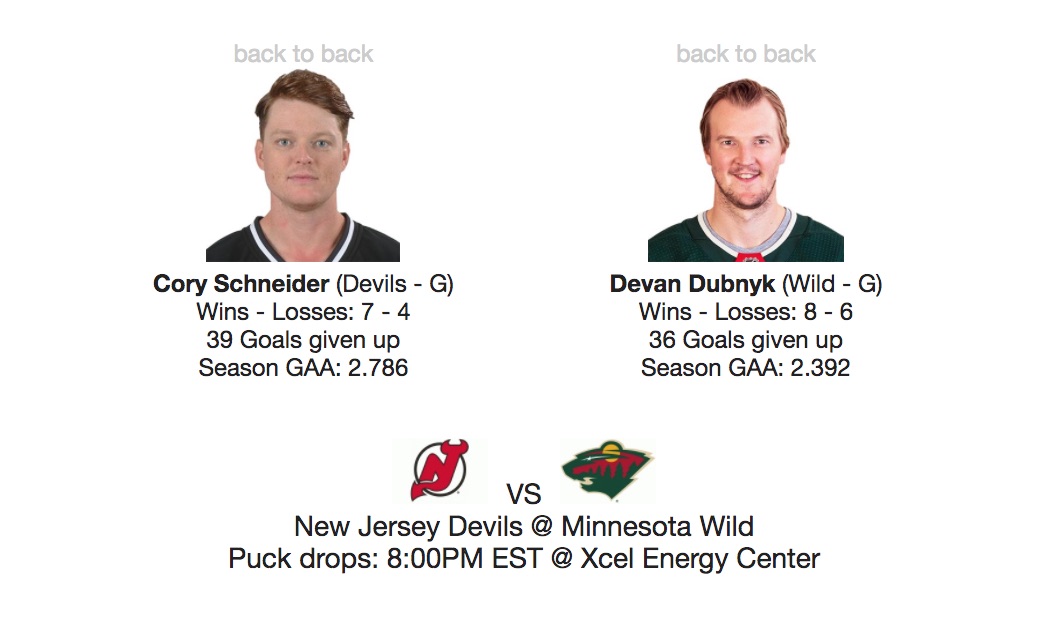 back to back
back to back
Cory Schneider (Devils - G)
Wins - Losses: 7 - 4
39 Goals given up
Season GAA: 2.786
Devan Dubnyk (Wild - G)
Wins - Losses: 8 - 6
36 Goals given up
Season GAA: 2.392
VS
New Jersey Devils @ Minnesota Wild
Puck drops: 8:00PM EST @ Xcel Energy Center